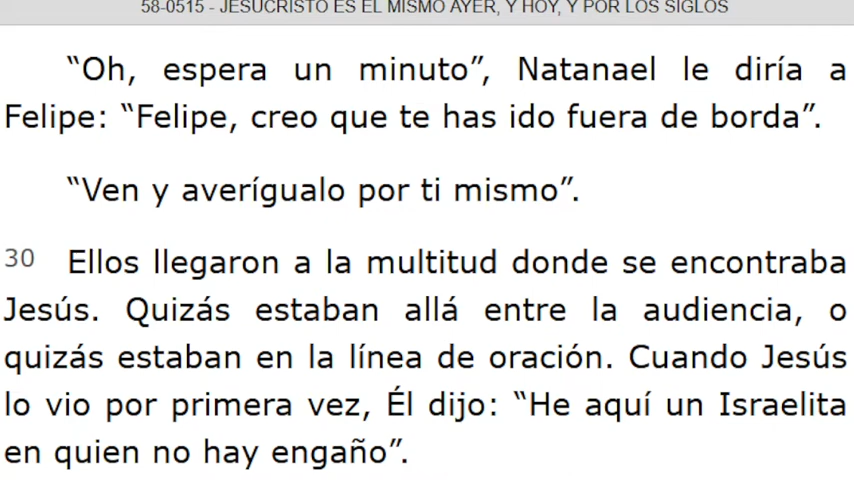 58-0515 - JESUCRISTO ES EL MISMO AYER, Y HOY, Y POR LOS SIGLOS
“Oh, espera un minuto”, Natanael le diría a
Felipe: “Felipe, creo que te has ido fuera de borda”.
“Ven y averígualo por ti mismo”.
30 Ellos llegaron a la multitud donde se encontraba
Jesús. Quizás estaban allá entre la audiencia, o
quizás estaban en la línea de oración. Cuando Jesús
lo vio por primera vez, Él dijo: “He aquí un Israelita
en quien no hay engaño”.